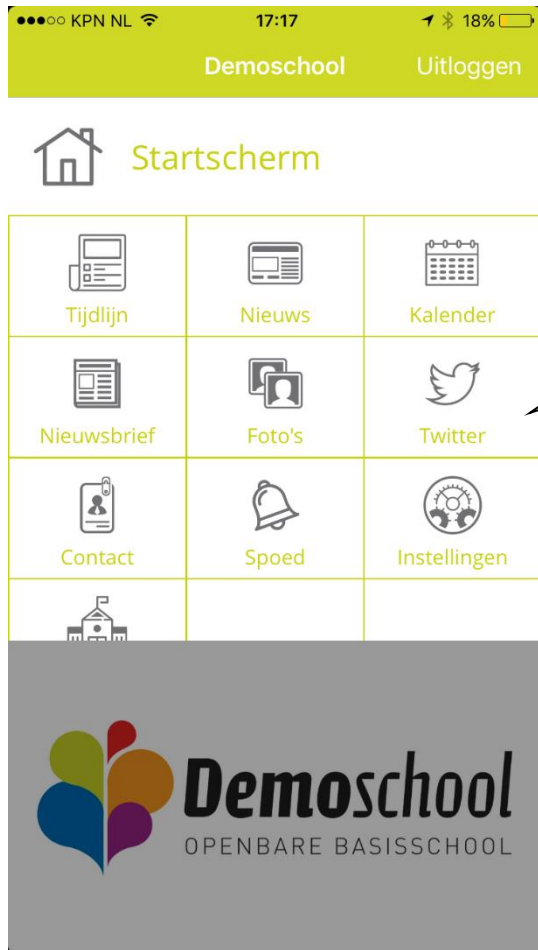 KPN NL 17:17 18%
Demoschool Uitloggen
Startscherm
Tijdlijn Nieuws Kalender
Nieuwsbrief Foto's Twitter
Contact Spoed Instellingen
Demoschool
OPENBARE BASISSCHOOL